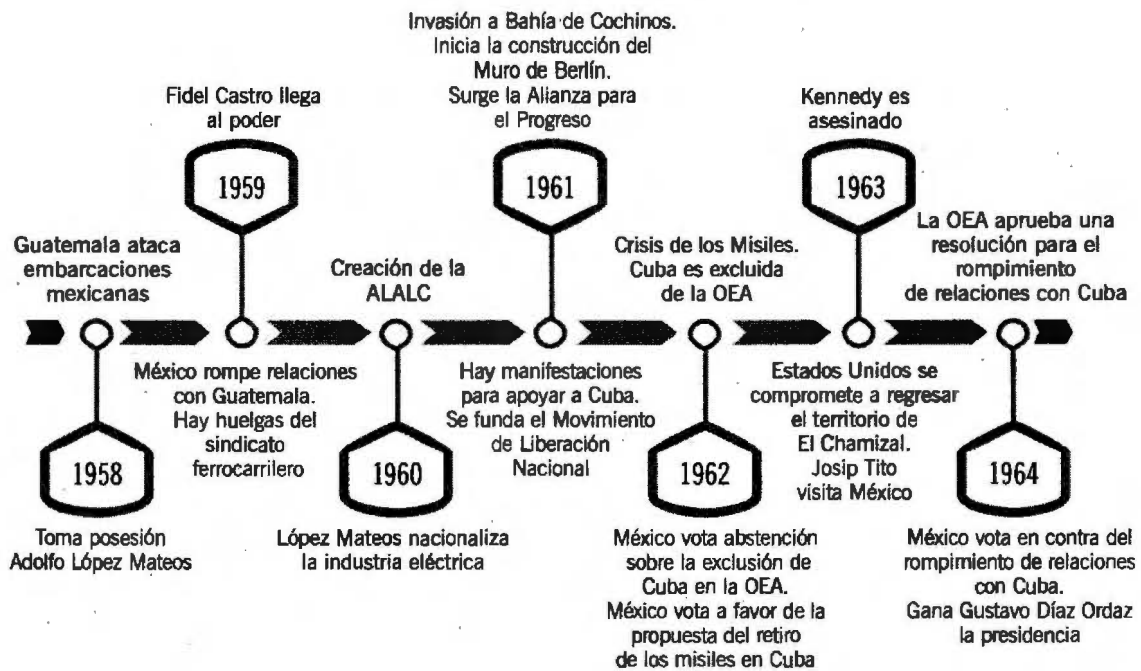 Guatemala ataca
embarcaciones
mexicanas
1958
Toma posesión
Adolfo López Mateos
Fidel Castro llega
al poder
1959
México rompe relaciones
con Guatemala.
Hay huelgas del
sindicato
ferrocarrilero
Creación de la
ALALC
1960
López Mateos nacionaliza
la industria eléctrica
Invasión a Bahía de Cochinos.
Inicia la construcción del
Muro de Berlín.
Surge la Alianza para
el Progreso
1961
Hay manifestaciones
para apoyar a Cuba.
Se funda el Movimiento
de Liberación
Nacional
Crisis de los Misiles.
Cuba es excluida
de la OEA
1962
México vota abstención
sobre la exclusión de
Cuba en la OEA.
México vota a favor de la
propuesta del retiro
de los misiles en Cuba
Kennedy es
asesinado
1963
Estados Unidos se
compromete a regresar
el territorio de
El Chamizal.
Josip Tito
visita México
La OEA aprueba una
resolución para el
rompimiento
de relaciones con Cuba
1964
México vota en contra del
rompimiento de relaciones
con Cuba.
Gana Gustavo Díaz Ordaz
la presidencia